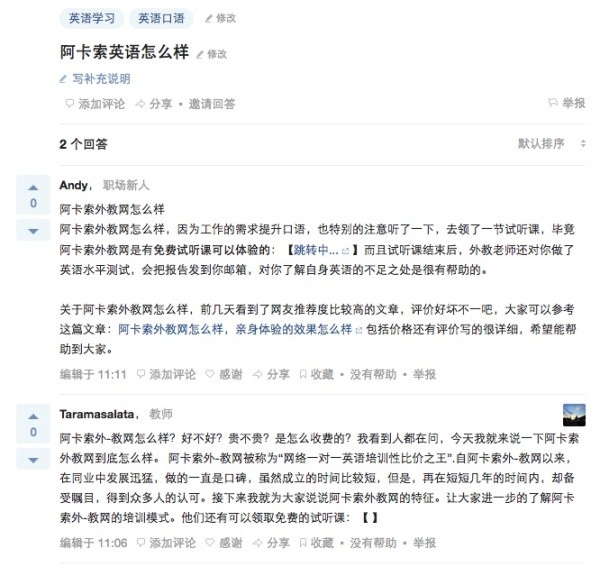 英语学习 英语口语 修改
阿卡索英语怎么样 修改
写补充说明
添加评论 分享 • 邀请回答 举报
2 个回答 默认排序
0
Andy， 职场新人
阿卡索外教网怎么样
阿卡索外教网怎么样，因为工作的需求提升口语，也特别的注意听了一下，去领了一节试听课，毕竟
阿卡索外教网是有免费试听课可以体验的：【跳转中... 】而且试听课结束后，外教老师还对你做了
英语水平测试，会把报告发到你邮箱，对你了解自身英语的不足之处是很有帮助的。
关于阿卡索外教网怎么样，前几天看到了网友推荐度比较高的文章，评价好坏不一吧，大家可以参考
这篇文章：阿卡索外教网怎么样，亲身体验的效果怎么样 包括价格还有评价写的很详细，希望能帮
助到大家。
编辑于 11:11 添加评论 感谢 分享 收藏 • 没有帮助 • 举报
0
Taramasalata， 教师
阿卡索外-教网怎么样？好不好？贵不贵？是怎么收费的？我看到人都在问，今天我就来说一下阿卡索
外教网到底怎么样。 阿卡索外-教网被称为“网络一对一英语培训性比价之王”.自阿卡索外-教网以来，
在同业中发展迅猛，做的一直是口碑，虽然成立的时间比较短，但是，再在短短几年的时间内，却备
受瞩目，得到众多人的认可。接下来我就为大家说说阿卡索外教网的特征。让大家进一步的了解阿卡
索外-教网的培训模式。他们还有可以领取免费的试听课：【 】
编辑于 11:06 添加评论 感谢 分享 收藏 • 没有帮助 • 举报